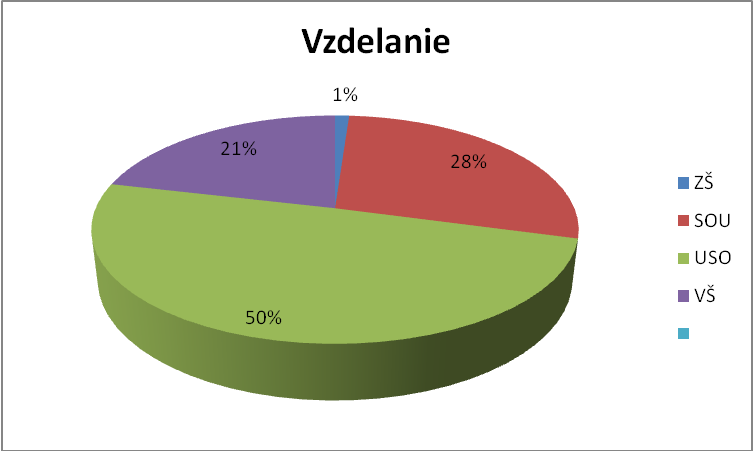 Vzdelanie
1%
28%
21%
50%
ZŠ
SOU
USO
VŠ